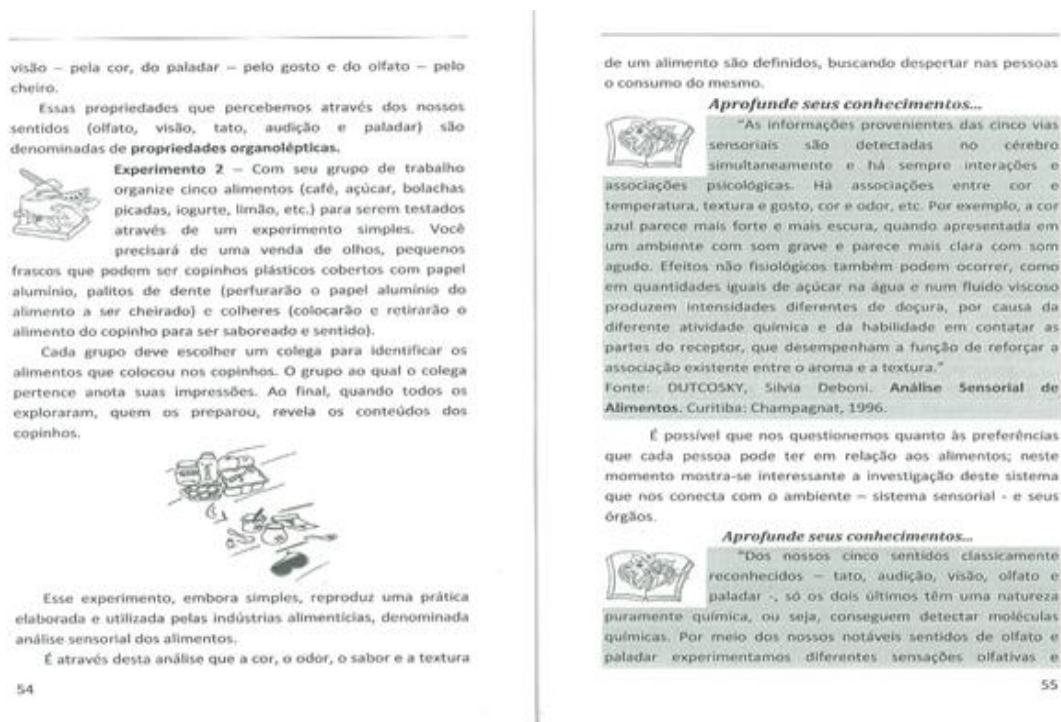 visão – pela cor, do paladar – pelo gosto e do olfato – pelo
cheiro.
Essas propriedades que percebemos através dos nossos
sentidos (olfato, visão, tato, audição e paladar) são
denominadas de propriedades organolépticas.
Experimento 2 – Com seu grupo de trabalho
organize cinco alimentos (café, açúcar, bolachas
picadas, iogurte, limão, etc.) para serem testados
através de um experimento simples. Você
precisará de uma venda de olhos, pequenos
frascos que podem ser copinhos plásticos cobertos com papel
alumínio, palitos de dente (perfurarão o papel alumínio do
alimento a ser cheirado) e colheres (colocarão e retirarão o
alimento do copinho para ser saboreado e sentido).
Cada grupo deve escolher um colega para identificar os
alimentos que colocou nos copinhos. O grupo ao qual o colega
pertence anota suas impressões. Ao final, quando todos os
exploraram, quem os preparou, revela os conteúdos dos
copinhos.
Esse experimento, embora simples, reproduz uma prática
elaborada e utilizada pelas indústrias alimentícias, denominada
análise sensorial dos alimentos.
É através desta análise que a cor, o odor, o sabor e a textura
54
de um alimento são definidos, buscando despertar nas pessoas
o consumo do mesmo.
Aprofunde seus conhecimentos...
"As informações provenientes das cinco vias
sensoriais são detectadas no cérebro
simultaneamente e há sempre interações e
associações psicológicas. Há associações entre cor e
temperatura, textura e gosto, cor e odor, etc. Por exemplo, a cor
azul parece mais forte e mais escura, quando apresentada em
um ambiente com som grave e parece mais clara com som
agudo. Efeitos não fisiológicos também podem ocorrer, como
em quantidades iguais de açúcar na água e num fluido viscoso
produzem intensidades diferentes de doçura, por causa da
diferente atividade química e da habilidade em contatar as
partes do receptor, que desempenham a função de reforçar a
associação existente entre o aroma e a textura."
Fonte: DUTCOSKY, Silvia Deboni. Análise Sensorial de
Alimentos. Curitiba: Champagnat, 1996.
É possível que nos questionemos quanto às preferências
que cada pessoa pode ter em relação aos alimentos; neste
momento mostra-se interessante a investigação deste sistema
que nos conecta com o ambiente – sistema sensorial - e seus
órgãos.
Aprofunde seus conhecimentos...
"Dos nossos cinco sentidos classicamente
reconhecidos – tato, audição, visão, olfato e
paladar -, só os dois últimos têm uma natureza
puramente química, ou seja, conseguem detectar moléculas
químicas. Por meio dos nossos notáveis sentidos de olfato e
paladar experimentamos diferentes sensações olfativas e
55